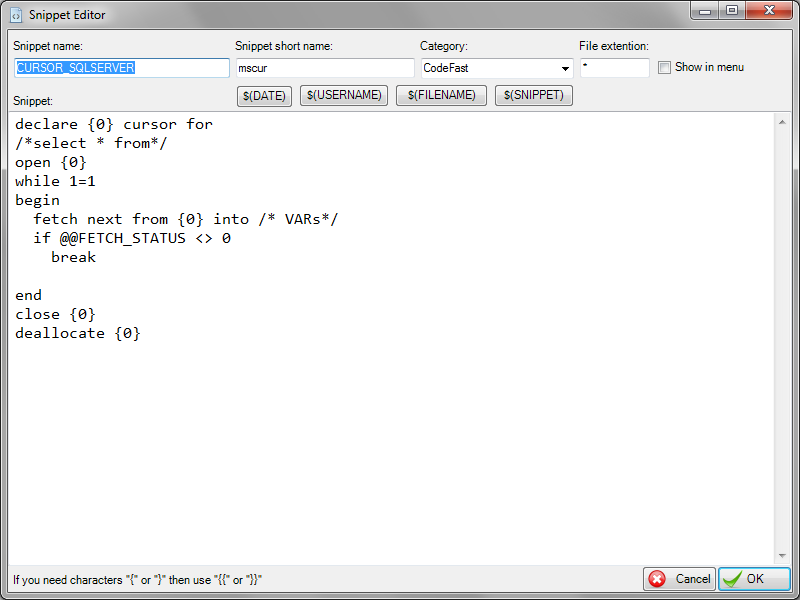 Snippet Editor
Snippet name: Snippet short name: Category: File extention:
CURSOR_SQLSERVER mscur CodeFast * Show in menu
Snippet: $(DATE) $(USERNAME) $(FILENAME) $(SNIPPET)
declare {0} cursor for
/*select * from*/
open {0}
while 1=1
begin
  fetch next from {0} into /* VARs*/
  if @@FETCH_STATUS <> 0
    break
end
close {0}
deallocate {0}
If you need characters "{" or "}" then use "{{" or "}}" Cancel OK